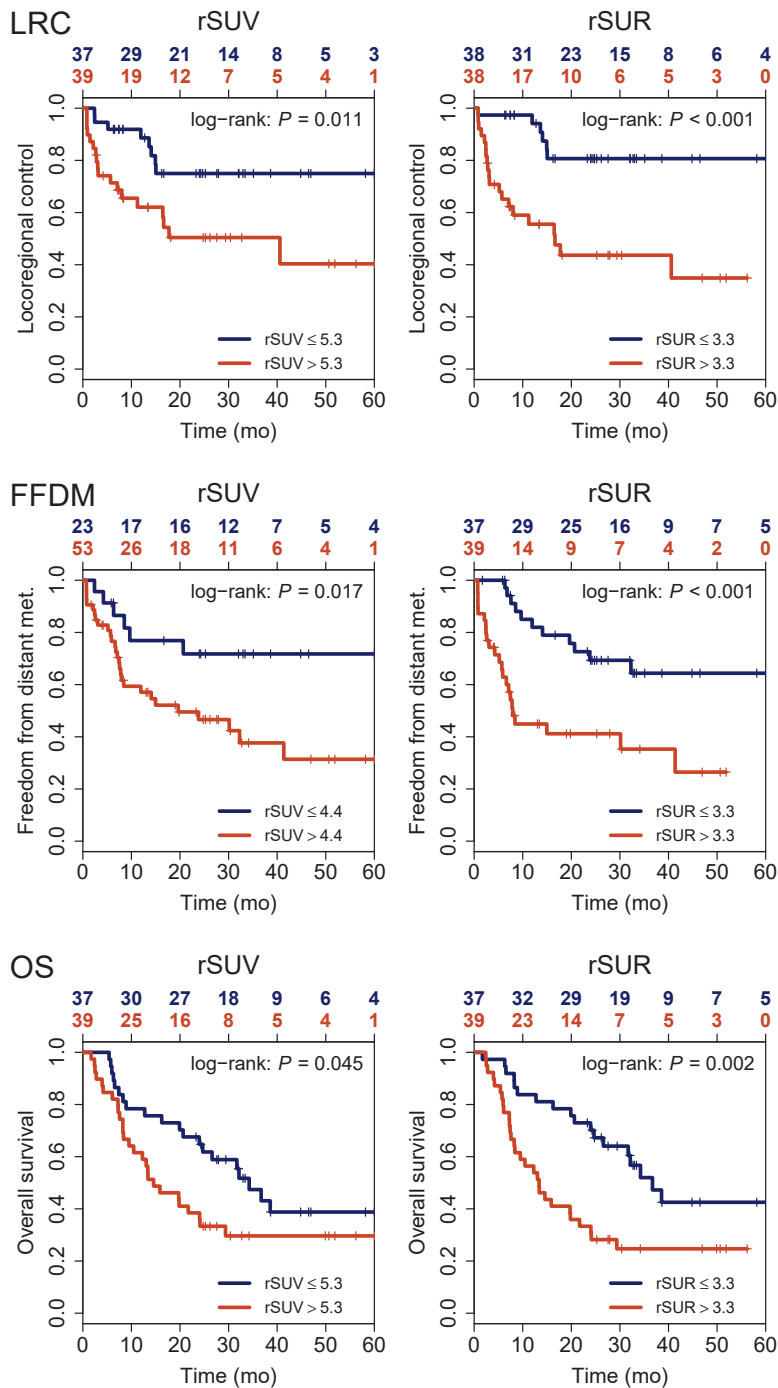 LRC
rSUV
37 29 21 14 8 5 3
39 19 12 7 5 4 1
log−rank: P = 0.011
Locoregional control
0.0 0.2 0.4 0.6 0.8 1.0
rSUV ≤ 5.3
rSUV > 5.3
0 10 20 30 40 50 60
Time (mo)
rSUR
38 31 23 15 8 6 4
38 17 10 6 5 3 0
log−rank: P < 0.001
Locoregional control
0.0 0.2 0.4 0.6 0.8 1.0
rSUR ≤ 3.3
rSUR > 3.3
0 10 20 30 40 50 60
Time (mo)
FFDM
rSUV
23 17 16 12 7 5 4
53 26 18 11 6 4 1
log−rank: P = 0.017
Freedom from distant met.
0.0 0.2 0.4 0.6 0.8 1.0
rSUV ≤ 4.4
rSUV > 4.4
0 10 20 30 40 50 60
Time (mo)
rSUR
37 29 25 16 9 7 5
39 14 9 7 4 2 0
log−rank: P < 0.001
Freedom from distant met.
0.0 0.2 0.4 0.6 0.8 1.0
rSUR ≤ 3.3
rSUR > 3.3
0 10 20 30 40 50 60
Time (mo)
OS
rSUV
37 30 27 18 9 6 4
39 25 16 8 5 4 1
log−rank: P = 0.045
Overall survival
0.0 0.2 0.4 0.6 0.8 1.0
rSUV ≤ 5.3
rSUV > 5.3
0 10 20 30 40 50 60
Time (mo)
rSUR
37 32 29 19 9 7 5
39 23 14 7 5 3 0
log−rank: P = 0.002
Overall survival
0.0 0.2 0.4 0.6 0.8 1.0
rSUR ≤ 3.3
rSUR > 3.3
0 10 20 30 40 50 60
Time (mo)